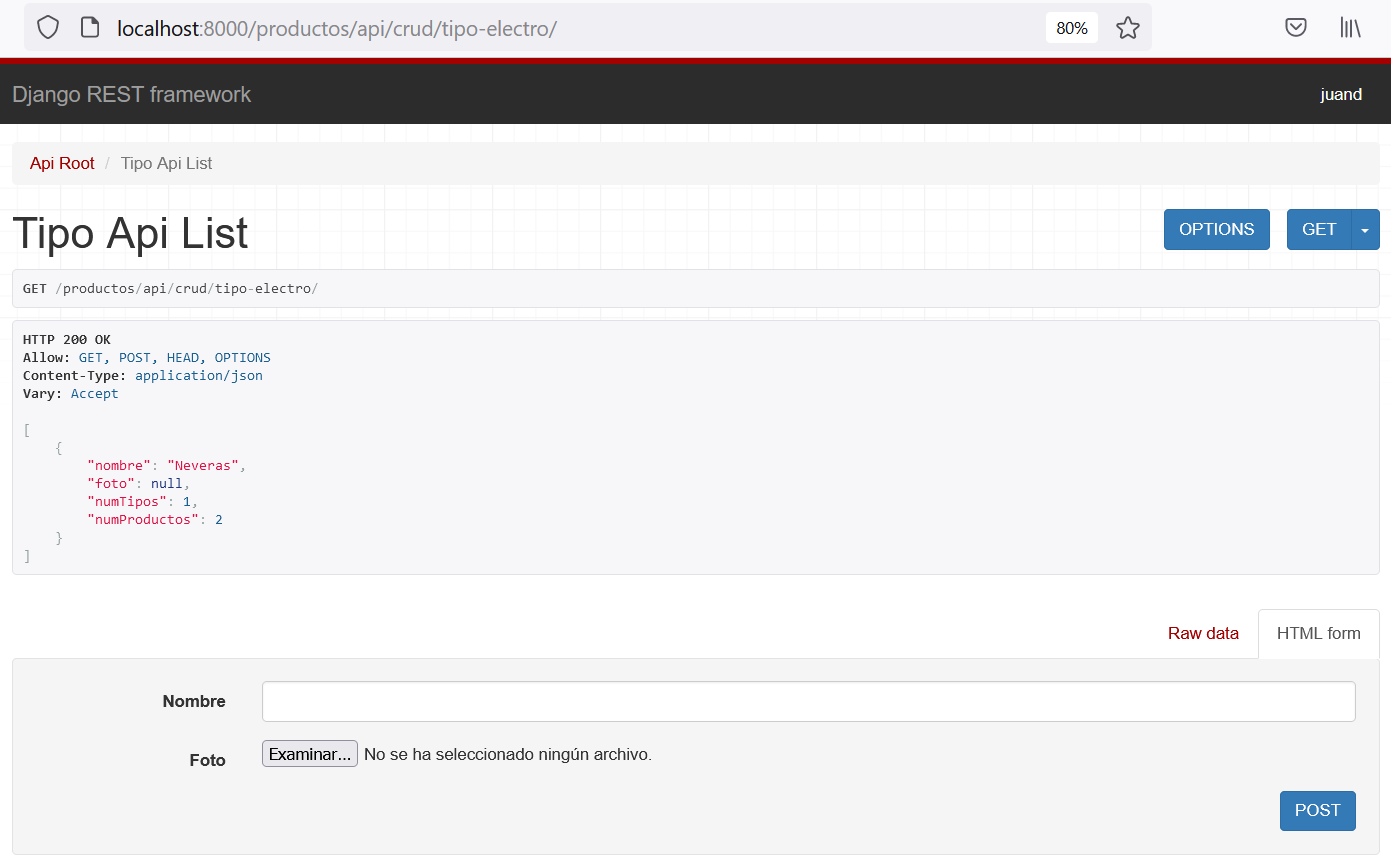 localhost:8000/productos/api/crud/tipo-electro/ 80%
Django REST framework juand
Api Root / Tipo Api List
Tipo Api List OPTIONS GET
GET /productos/api/crud/tipo-electro/
HTTP 200 OK
Allow: GET, POST, HEAD, OPTIONS
Content-Type: application/json
Vary: Accept
[
    {
        "nombre": "Neveras",
        "foto": null,
        "numTipos": 1,
        "numProductos": 2
    }
]
Raw data HTML form
Nombre
Foto Examinar... No se ha seleccionado ningún archivo.
POST